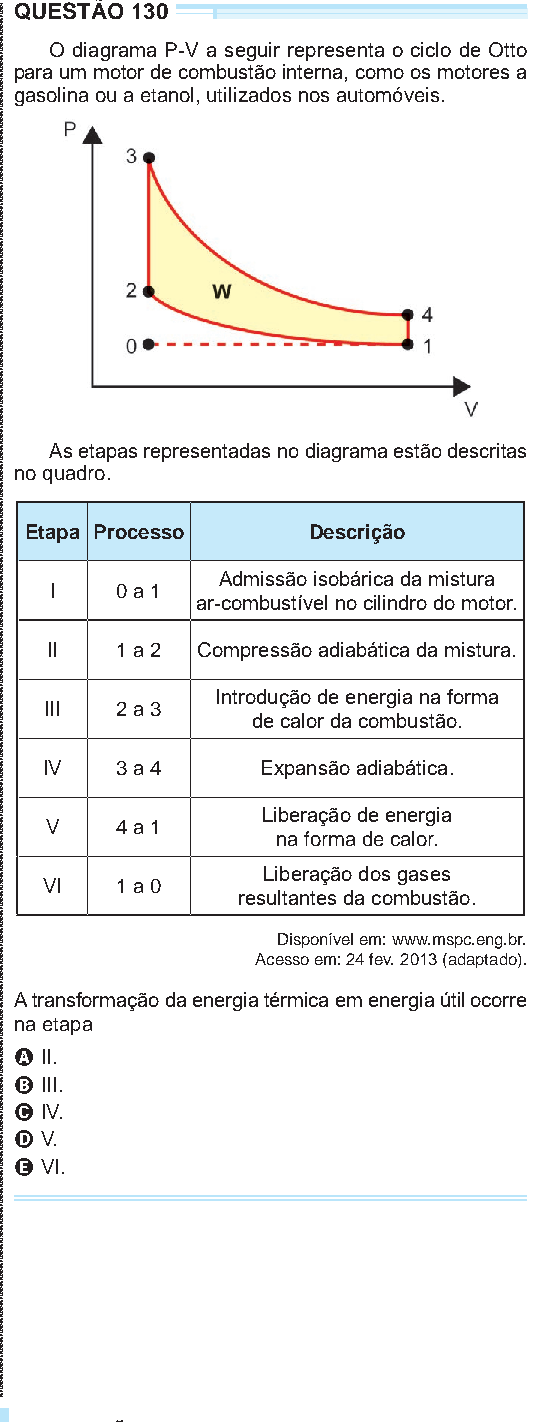 QUESTÃO 130
O diagrama P-V a seguir representa o ciclo de Otto
para um motor de combustão interna, como os motores a
gasolina ou a etanol, utilizados nos automóveis.
P
3
2
W
4
0
1
V
As etapas representadas no diagrama estão descritas
no quadro.
Etapa Processo Descrição
I 0 a 1 Admissão isobárica da mistura
ar-combustível no cilindro do motor.
II 1 a 2 Compressão adiabática da mistura.
III 2 a 3 Introdução de energia na forma
de calor da combustão.
IV 3 a 4 Expansão adiabática.
V 4 a 1 Liberação de energia
na forma de calor.
VI 1 a 0 Liberação dos gases
resultantes da combustão.
Disponível em: www.mspc.eng.br.
Acesso em: 24 fev. 2013 (adaptado).
A transformação da energia térmica em energia útil ocorre
na etapa
A II.
B III.
C IV.
D V.
E VI.